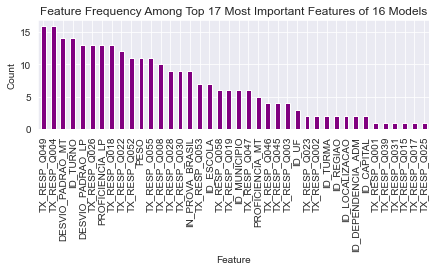 Feature Frequency Among Top 17 Most Important Features of 16 Models
Count
15
10
5
0
TX_RESP_Q049
TX_RESP_Q004
DESVIO_PADRAO_MT
ID_TURNO
DESVIO_PADRAO_LP
TX_RESP_Q026
PROFICIENCIA_LP
TX_RESP_Q018
TX_RESP_Q022
TX_RESP_Q052
PESO
TX_RESP_Q055
TX_RESP_Q008
TX_RESP_Q028
TX_RESP_Q030
IN_PROVA_BRASIL
TX_RESP_Q053
ID_ESCOLA
TX_RESP_Q058
TX_RESP_Q019
ID_MUNICIPIO
TX_RESP_Q047
PROFICIENCIA_MT
TX_RESP_Q046
TX_RESP_Q045
TX_RESP_Q003
ID_UF
TX_RESP_Q023
TX_RESP_Q002
ID_TURMA
ID_REGIAO
ID_LOCALIZACAO
ID_DEPENDENCIA_ADM
ID_CAPITAL
TX_RESP_Q001
TX_RESP_Q039
TX_RESP_Q031
TX_RESP_Q015
TX_RESP_Q017
TX_RESP_Q025
Feature